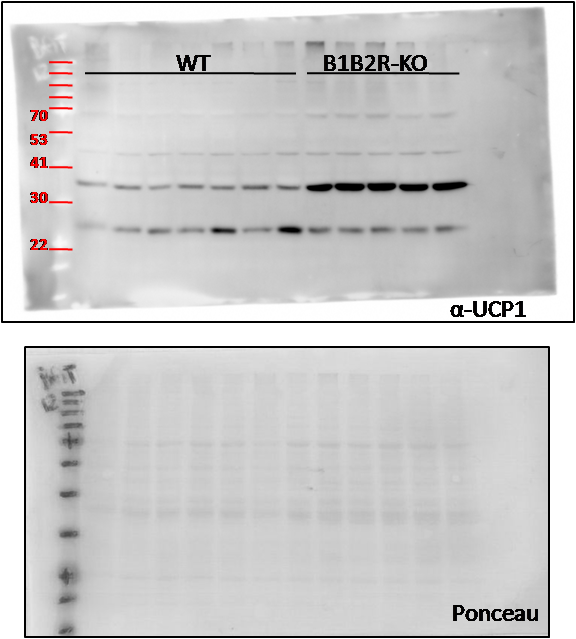 WT
B1B2R-KO
70
53
41
30
22
α-UCP1
Ponceau